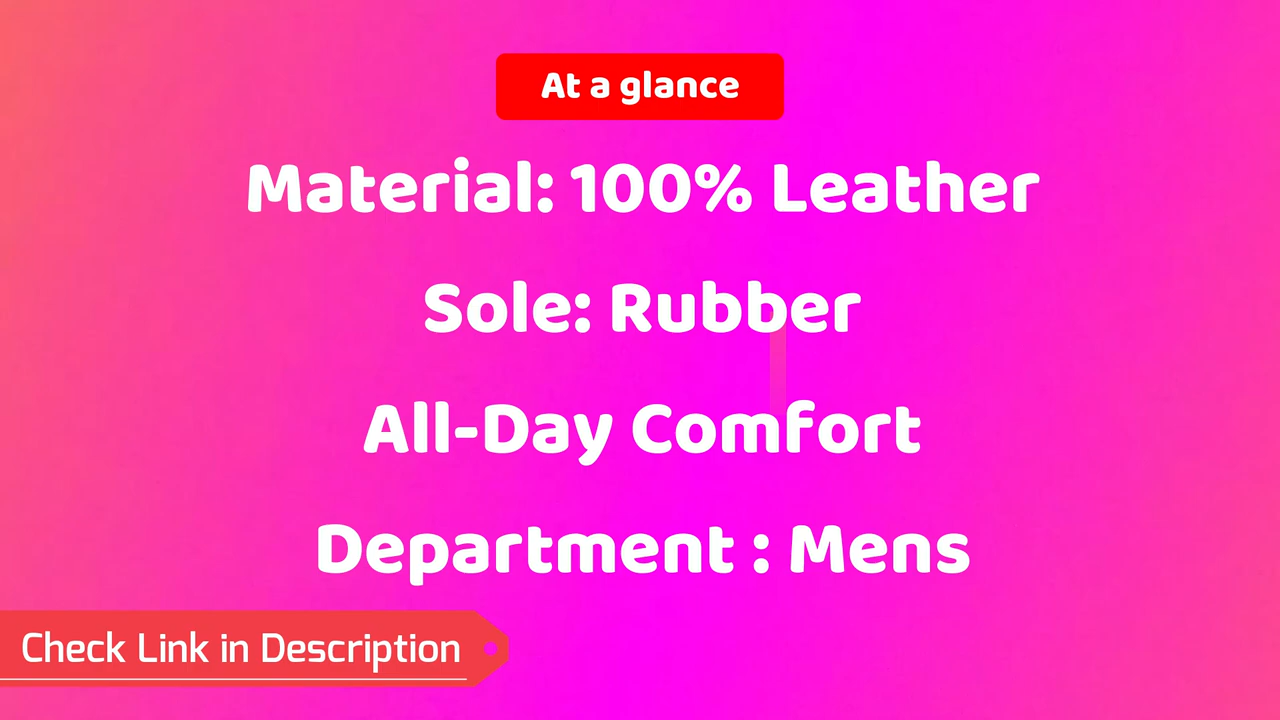 At a glance
Material: 100% Leather
Sole: Rubber
All-Day Comfort
Department : Mens
Check Link in Description